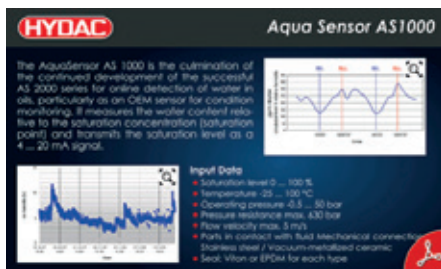 HYDAC
Aqua Sensor AS1000
The AquaSensor AS 1000 is the culmination of
the continued development of the successful
AS 2000 series for online detection of water in
oils, particularly as an OEM sensor for condition
monitoring. It measures the water content rela-
tive to the saturation concentration (saturation
point) and transmits the saturation level as a
4 ... 20 mA signal.
Input Data
• Saturation level 0 ... 100 %
• Temperature -25 ... 100 °C
• Operating pressure -0.5 ... 50 bar
• Pressure resistance max. 630 bar
• Flow velocity max. 5 m/s
• Parts in contact with fluid Mechanical connection:
Stainless steel / Vacuum-metallized ceramic
• Seal: Viton or EPDM for each type